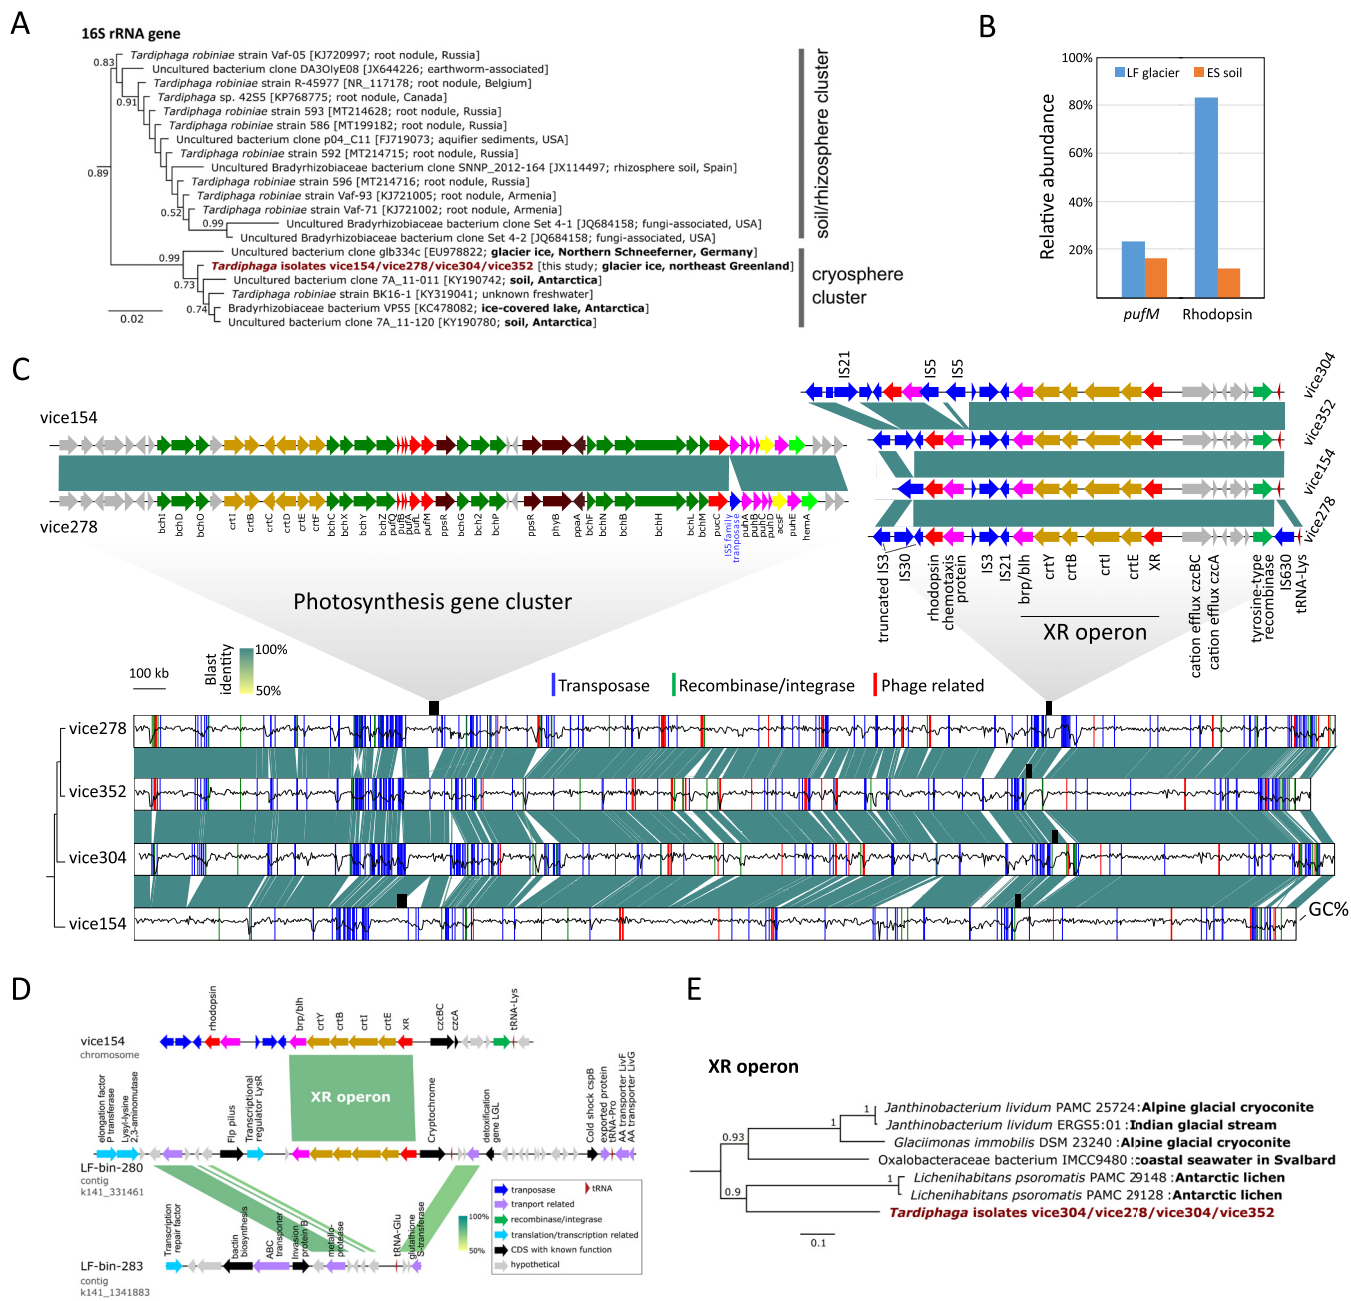 A
16S rRNA gene
Tardiphaga robiniae strain Vaf-05 [KJ720997; root nodule, Russia]
Uncultured bacterium clone DA3OlyE08 [JX644226; earthworm-associated]
Tardiphaga robiniae strain R-45977 [NR_117178; root nodule, Belgium]
Tardiphaga sp. 42S5 [KP768775; root nodule, Canada]
Tardiphaga robiniae strain 593 [MT214628; root nodule, Russia]
Tardiphaga robiniae strain 586 [MT199182; root nodule, Russia]
Uncultured bacterium clone p04_C11 [FJ719073; aquifier sediments, USA]
Tardiphaga robiniae strain 592 [MT214715; root nodule, Russia]
Uncultured Bradyrhizobiaceae bacterium clone SNNP_2012-164 [JX114497; rhizosphere soil, Spain]
Tardiphaga robiniae strain 596 [MT214716; root nodule, Russia]
Tardiphaga robiniae strain Vaf-93 [KJ721005; root nodule, Armenia]
Tardiphaga robiniae strain Vaf-71 [KJ721002; root nodule, Armenia]
Uncultured Bradyrhizobiaceae bacterium clone Set 4-1 [JQ684158; fungi-associated, USA]
Uncultured Bradyrhizobiaceae bacterium clone Set 4-2 [JQ684158; fungi-associated, USA]
Uncultured bacterium clone glb334c [EU978822; glacier ice, Northern Schneeferner, Germany]
Tardiphaga isolates vice154/vice278/vice304/vice352 [this study; glacier ice, northeast Greenland]
Uncultured bacterium clone 7A_11-011 [KY190742; soil, Antarctica]
Tardiphaga robiniae strain BK16-1 [KY319041; unknown freshwater]
Bradyrhizobiaceae bacterium VP55 [KC478082; ice-covered lake, Antarctica]
Uncultured bacterium clone 7A_11-120 [KY190780; soil, Antarctica]
0.83
0.91
0.89
0.52
0.99
0.99
0.73
0.74
0.02
soil/rhizosphere cluster
cryosphere
cluster
B
100%
80%
60%
40%
20%
Relative abundance
LF glacier
ES soil
pufM
Rhodopsin
C
vice154
vice278
bchI
bchD
bchO
crtI
crtB
crtC
crtD
crtE
crtF
bchC
bchX
bchY
bchZ
pufQ
pufB
pufA
pufL
pufM
ppsR
bchG
bch2
bchP
ppsR
phyB
ppaA
bchF
bchN
bchB
bchH
bchL
bchM
pucC
IS5 family
tranposase
puhA
puhB
puhC
puhD
acsF
puhE
hemA
Photosynthesis gene cluster
IS21
IS5
IS5
vice304
vice352
vice154
vice278
truncated IS3
IS30
rhodopsin
chemotaxis
protein
IS3
IS21
brp/blh
crtY
crtB
crtI
crtE
XR
cation efflux czcBC
cation efflux czcA
tyrosine-type
recombinase
IS630
tRNA-Lys
XR operon
100 kb
Blast
identity
100%
50%
Transposase
Recombinase/integrase
Phage related
vice278
vice352
vice304
vice154
GC%
D
rhodopsin
brp/blh
crtY
crtB
crtI
crtE
XR
czcBC
czcA
tRNA-Lys
vice154
chromosome
XR operon
elongation factor
P transferase
Lysyl-lysine
2,3-aminomutase
Flp pilus
Transcriptional
regulator LysR
Cryptochrome
detoxification
gene LGL
Cold shock cspB
exported protein
tRNA-Pro
AA transporter LivF
AA transporter LivG
LF-bin-280
contig
k141_331461
Transcription
repair factor
bactin
biosynthesis
ABC
transporter
Invasion
protein B
metallo-
protease
tRNA-Glu
glutathione
S-transferase
LF-bin-283
contig
k141_1341883
100%
50%
tranposase
tRNA
tranport related
recombinse/integrise
translation/transcription related
CDS with known function
hypothetical
E
XR operon
Janthinobacterium lividum PAMC 25724: Alpine glacial cryoconite
Janthinobacterium lividum ERGS5:01: Indian glacial stream
Glaciimonas immobilis DSM 23240: Alpine glacial cryoconite
Oxalobacteraceae bacterium IMCC9480: coastal seawater in Svalbard
Lichenihabitans psoromatis PAMC 29148: Antarctic lichen
Lichenihabitans psoromatis PAMC 29128: Antarctic lichen
Tardiphaga isolates vice304/vice278/vice304/vice352
1
1
0.93
1
0.9
0.1